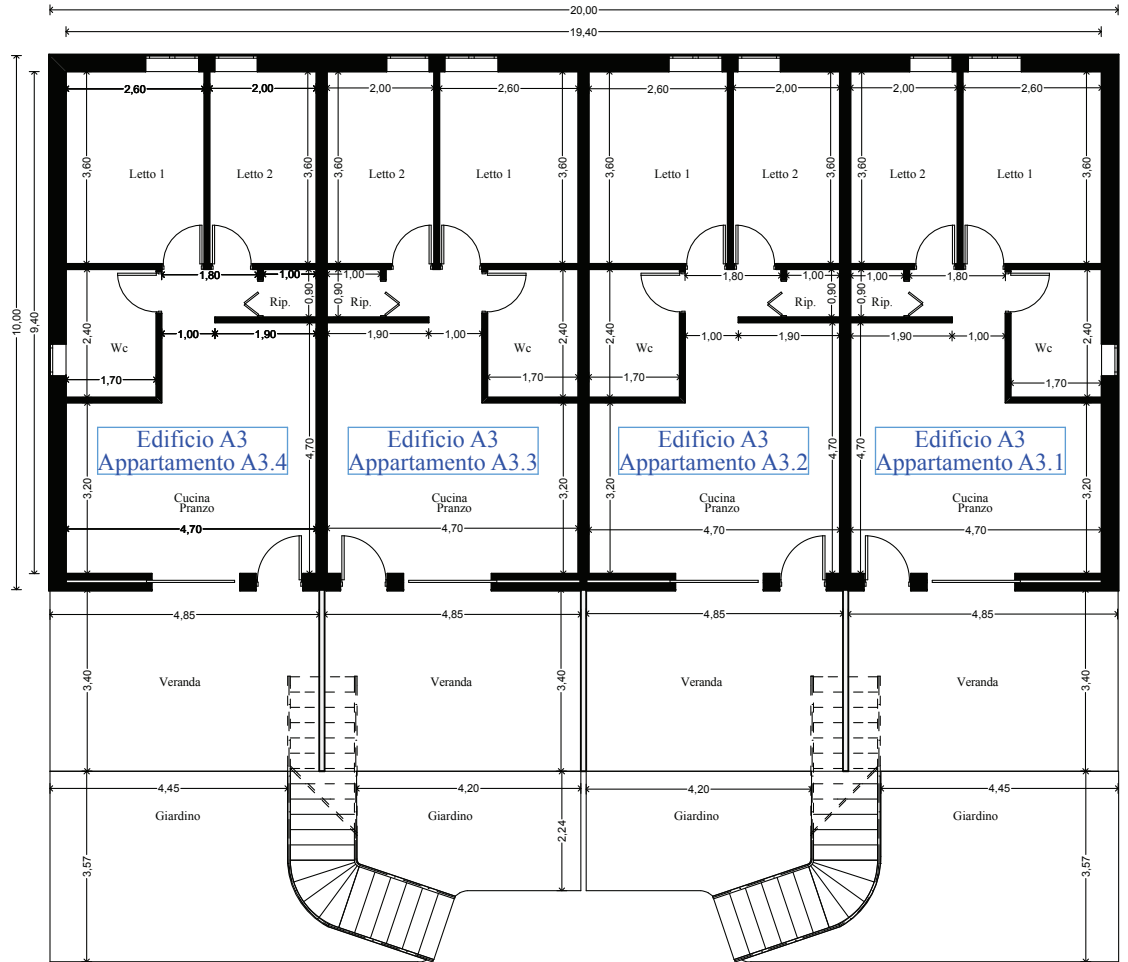 20,00
19,40
10,00
9,40
2,60 2,00 2,00 2,60 2,60 2,00 2,00 2,60
3,60 3,60 3,60 3,60 3,60 3,60 3,60 3,60
Letto 1 Letto 2 Letto 2 Letto 1 Letto 1 Letto 2 Letto 2 Letto 1
1,80 1,00 1,00 1,80 1,00 1,00 1,80
0,90 0,90 0,90 0,90
Rip. Rip. Rip. Rip.
2,40 2,40 2,40 2,40
1,00 1,90 1,90 1,00 1,00 1,90 1,90 1,00
Wc Wc Wc Wc
1,70 1,70 1,70 1,70
Edificio A3
Appartamento A3.4
Edificio A3
Appartamento A3.3
Edificio A3
Appartamento A3.2
Edificio A3
Appartamento A3.1
4,70 4,70 4,70 4,70
3,20 3,20 3,20 3,20
Cucina
Pranzo
Cucina
Pranzo
Cucina
Pranzo
Cucina
Pranzo
4,70 4,70 4,70 4,70
4,85 4,85 4,85 4,85
3,40 3,40 3,40
Veranda Veranda Veranda Veranda
4,45 4,20 4,20 4,45
Giardino Giardino Giardino Giardino
3,57 2,24 3,57